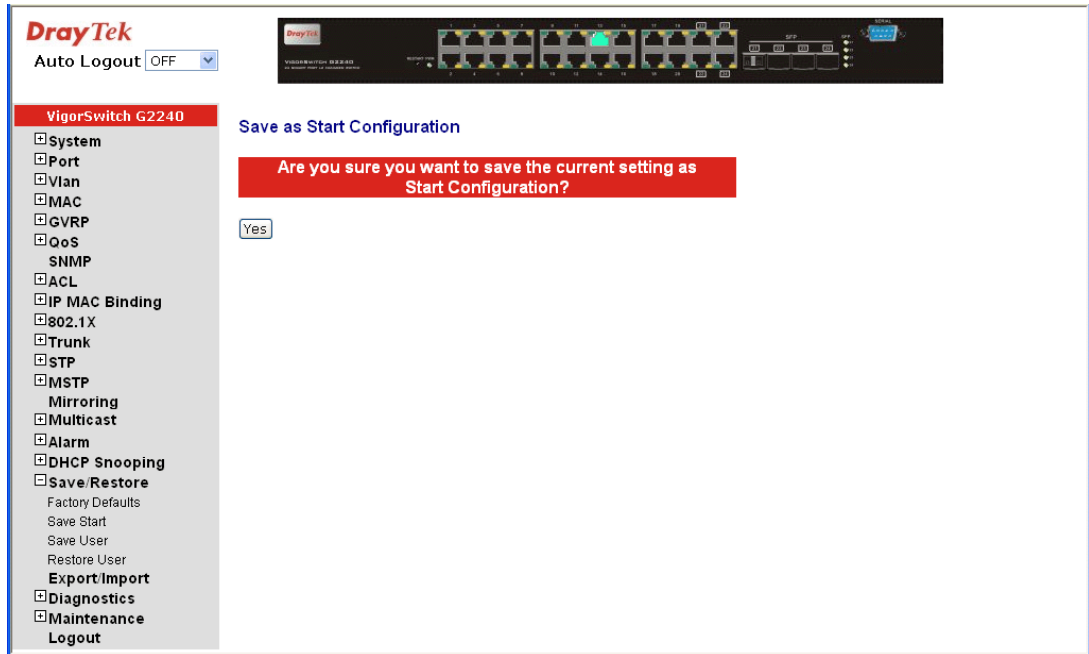 DrayTek
Auto Logout OFF
DrayTek
SFP
VigorSwitch G2240
System
Port
Vlan
MAC
GVRP
QoS
SNMP
ACL
IP MAC Binding
802.1X
Trunk
STP
MSTP
Mirroring
Multicast
Alarm
DHCP Snooping
Save/Restore
Factory Defaults
Save Start
Save User
Restore User
Export/Import
Diagnostics
Maintenance
Logout
Save as Start Configuration
Are you sure you want to save the current setting as
Start Configuration?
Yes